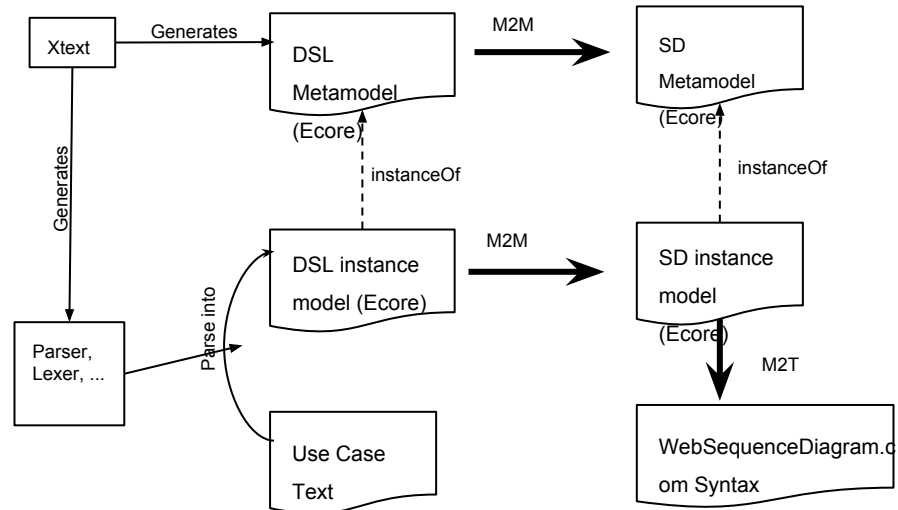 Xtext
Generates
DSL
Metamodel
(Ecore)
M2M
SD
Metamodel
(Ecore)
Generates
instanceOf
instanceOf
DSL instance
model (Ecore)
M2M
SD instance
model
(Ecore)
Parser,
Lexer, ...
Parse into
M2T
Use Case
Text
WebSequenceDiagram.c
om Syntax